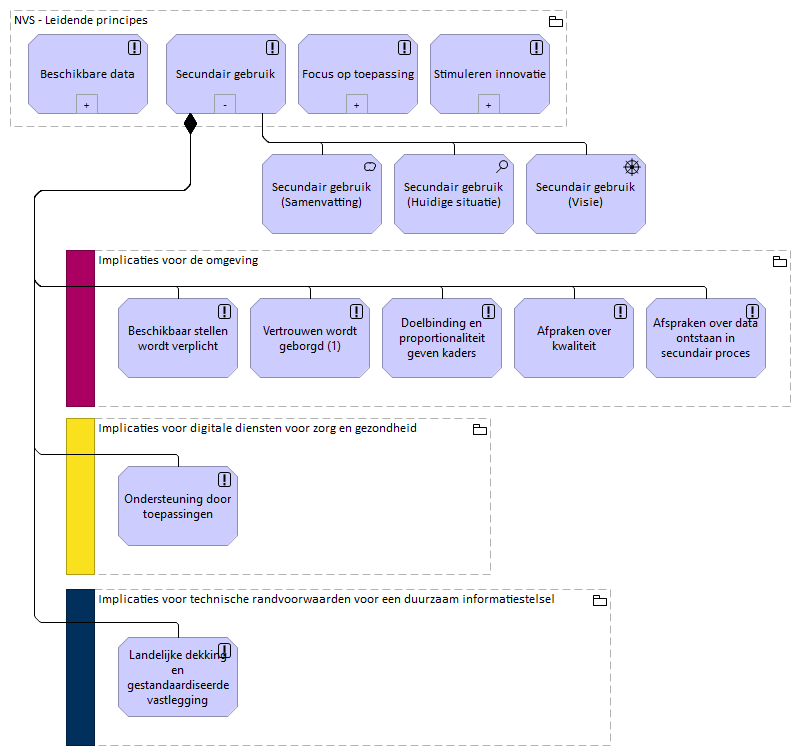 NVS - Leidende principes
Beschikbare data
Secundair gebruik
Focus op toepassing
Stimuleren innovatie
+
-
+
+
Secundair gebruik
(Samenvatting)
Secundair gebruik
(Huidige situatie)
Secundair gebruik
(Visie)
Implicaties voor de omgeving
Beschikbaar stellen
wordt verplicht
Vertrouwen wordt
geborgd (1)
Doelbinding en
proportionaliteit
geven kaders
Afpraken over
kwaliteit
Afspraken over data
ontstaan in
secundair proces
Implicaties voor digitale diensten voor zorg en gezondheid
Ondersteuning door
toepassingen
Implicaties voor technische randvoorwaarden voor een duurzaam informatiestelsel
Landelijke dekking
en
gestandaardiseerde
vastlegging